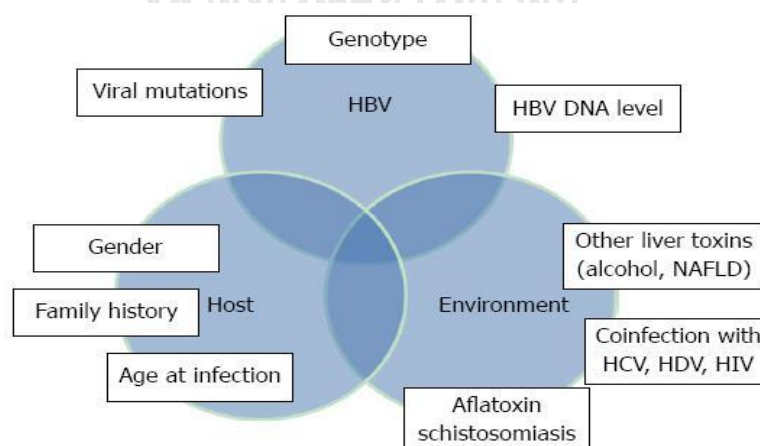 Genotype
Viral mutations
HBV
HBV DNA level
Gender
Other liver toxins
(alcohol, NAFLD)
Family history
Host
Environment
Coinfection with
HCV, HDV, HIV
Age at infection
Aflatoxin
schistosomiasis